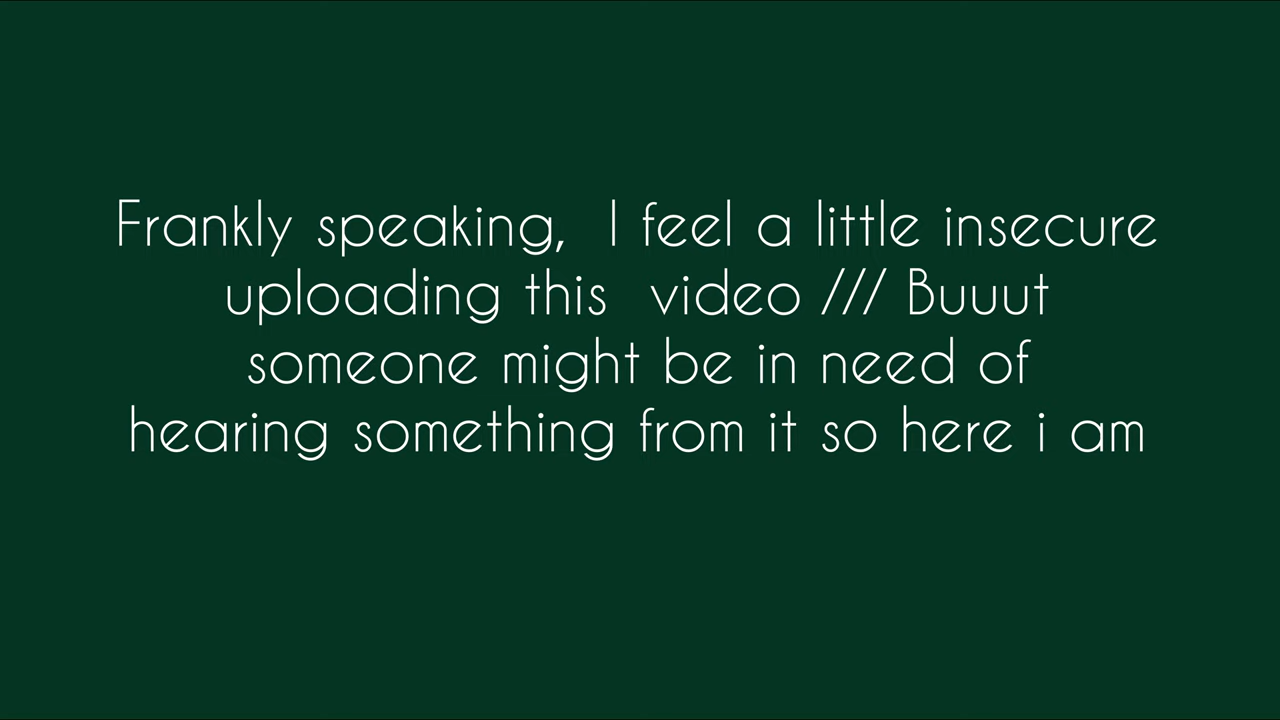 Frankly speaking,  I feel a little insecure
uploading this  video /// Buuut
someone might be in need of
hearing something from it so here i am